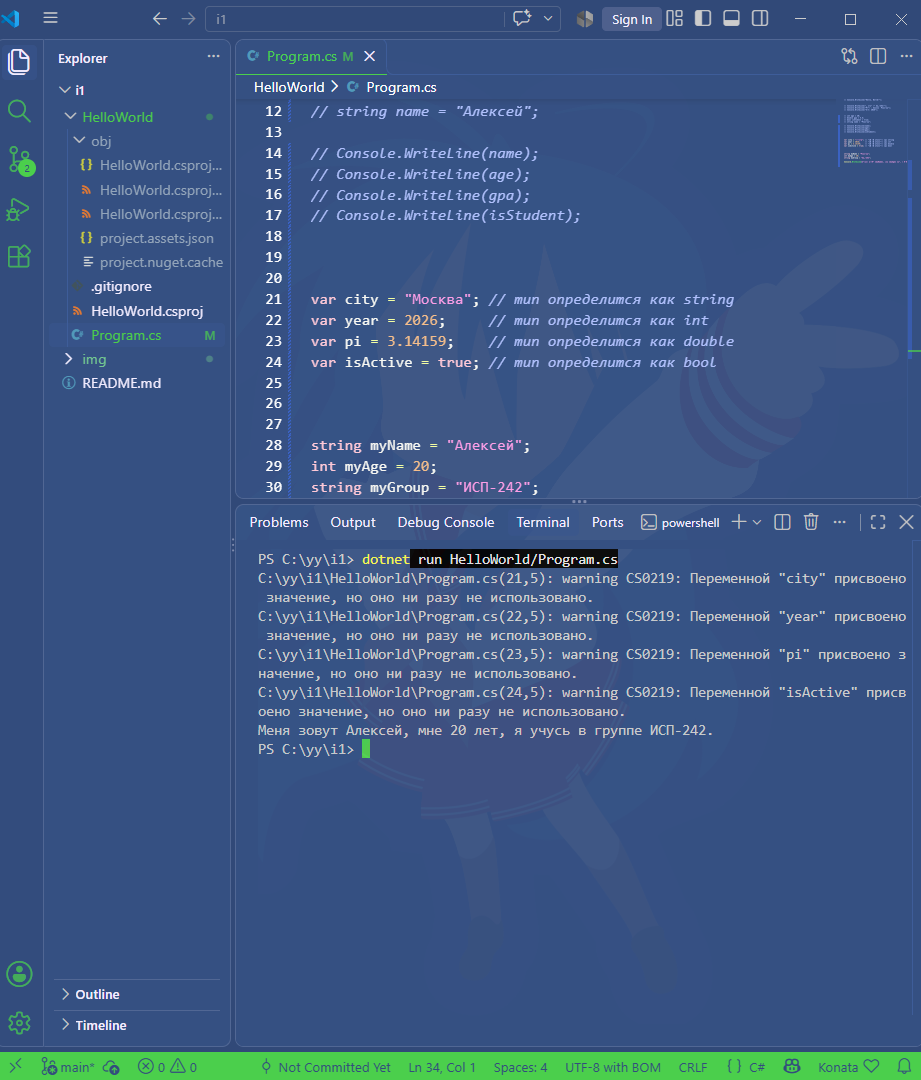 i1
Sign In
Explorer
i1
HelloWorld
obj
HelloWorld.csproj...
HelloWorld.csproj...
HelloWorld.csproj...
project.assets.json
project.nuget.cache
.gitignore
HelloWorld.csproj
Program.cs M
img
README.md
Outline
Timeline
2
Program.cs M
HelloWorld > Program.cs
12 // string name = "Алексей";
13
14 // Console.WriteLine(name);
15 // Console.WriteLine(age);
16 // Console.WriteLine(gpa);
17 // Console.WriteLine(isStudent);
18
19
20
21 var city = "Москва"; // тип определится как string
22 var year = 2026; // тип определится как int
23 var pi = 3.14159; // тип определится как double
24 var isActive = true; // тип определится как bool
25
26
27
28 string myName = "Алексей";
29 int myAge = 20;
30 string myGroup = "ИСП-242";
Problems Output Debug Console Terminal Ports powershell
PS C:\yy\i1> dotnet run HelloWorld/Program.cs
C:\yy\i1\HelloWorld\Program.cs(21,5): warning CS0219: Переменной "city" присвоено
значение, но оно ни разу не использовано.
C:\yy\i1\HelloWorld\Program.cs(22,5): warning CS0219: Переменной "year" присвоено
значение, но оно ни разу не использовано.
C:\yy\i1\HelloWorld\Program.cs(23,5): warning CS0219: Переменной "pi" присвоено з
начение, но оно ни разу не использовано.
C:\yy\i1\HelloWorld\Program.cs(24,5): warning CS0219: Переменной "isActive" присв
оено значение, но оно ни разу не использовано.
Меня зовут Алексей, мне 20 лет, я учусь в группе ИСП-242.
PS C:\yy\i1>
main* 0 0 Not Committed Yet Ln 34, Col 1 Spaces: 4 UTF-8 with BOM CRLF {} C# Konata